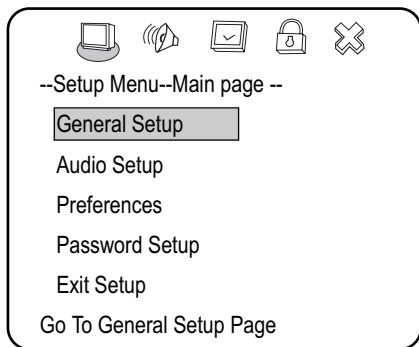 --Setup Menu--Main page --
General Setup
Audio Setup
Preferences
Password Setup
Exit Setup
Go To General Setup Page